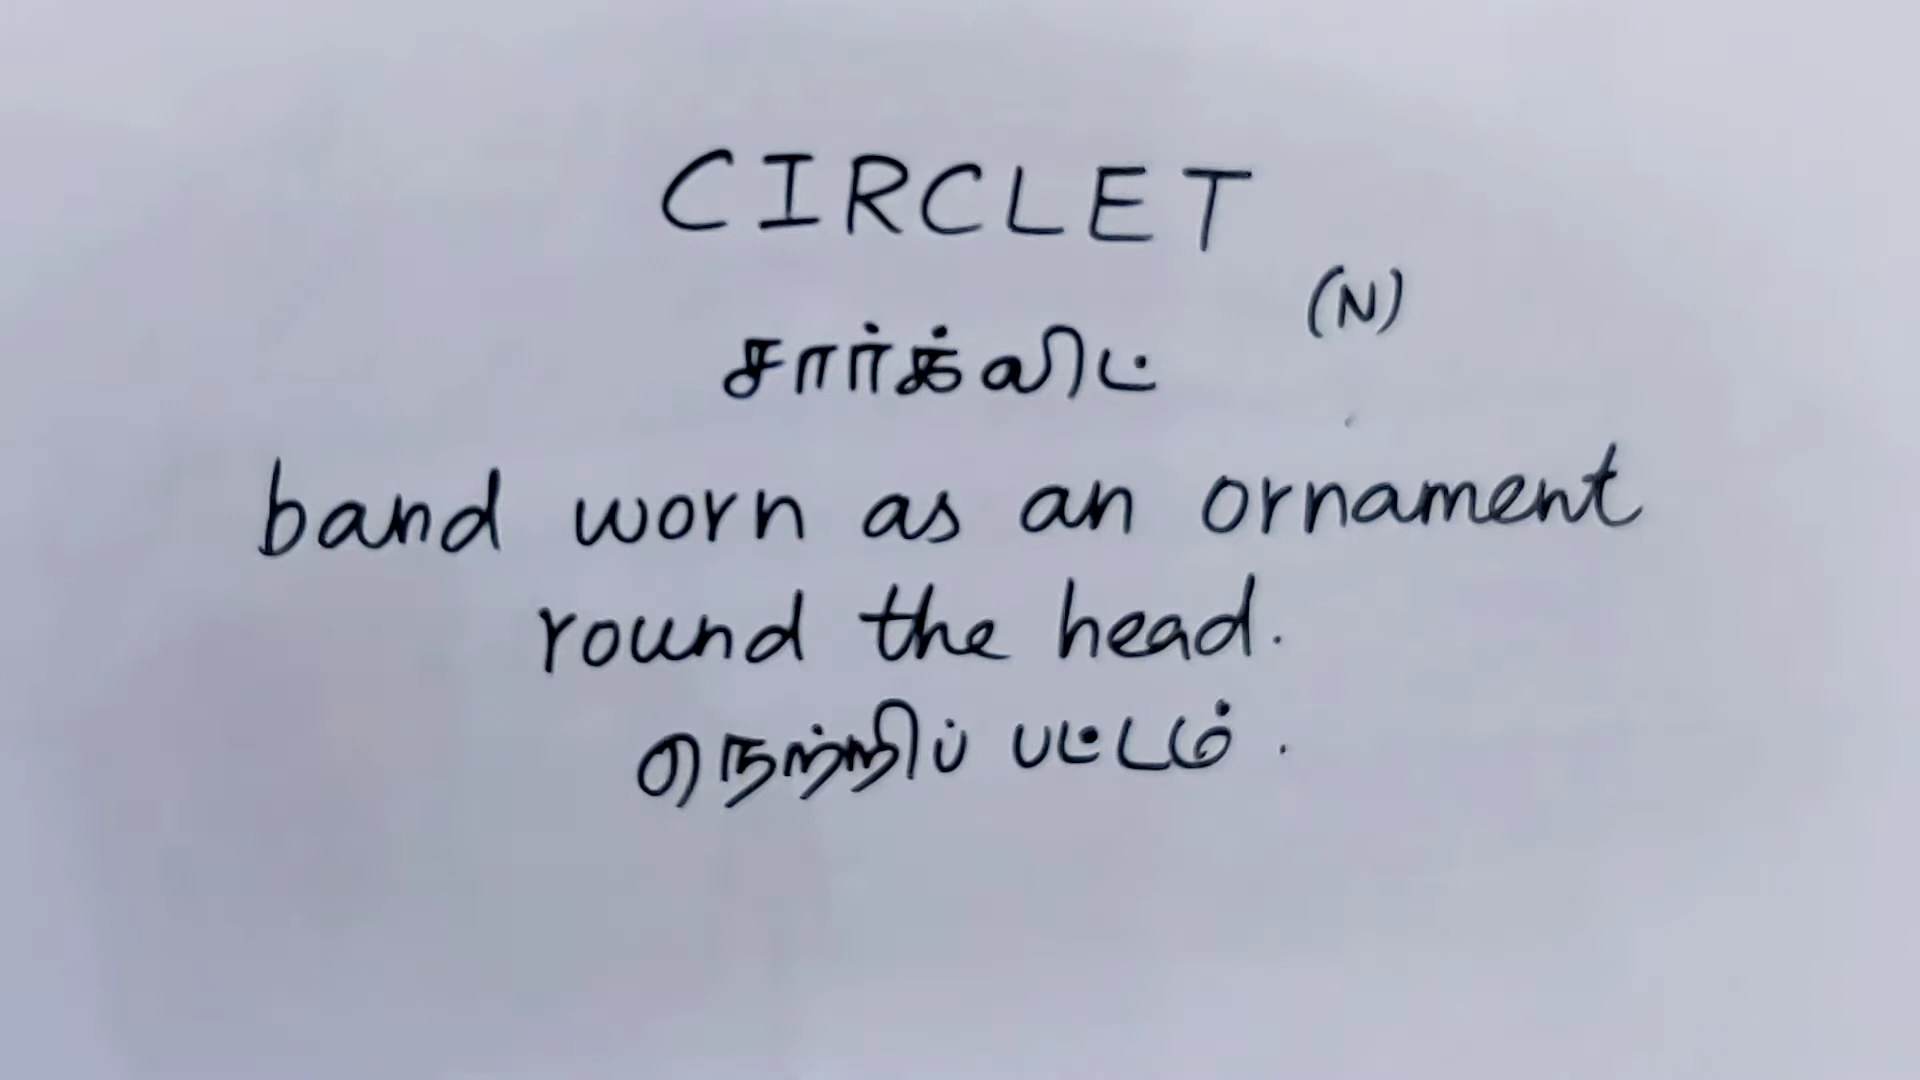 CIRCLET
(N)
சார்க்லிட்
band worn as an ornament
round the head.
நெற்றிப் பட்டம்.